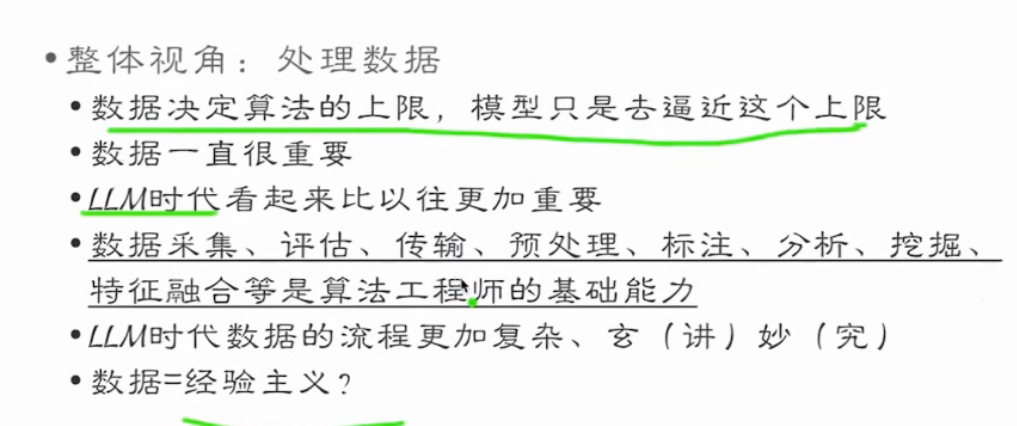 •整体视角：处理数据
•数据决定算法的上限，模型只是去逼近这个上限
•数据一直很重要
•LLM时代看起来比以往更加重要
•数据采集、评估、传输、预处理、标注、分析、挖掘、
特征融合等是算法工程师的基础能力
•LLM时代数据的流程更加复杂、玄（讲）妙（究）
•数据=经验主义？